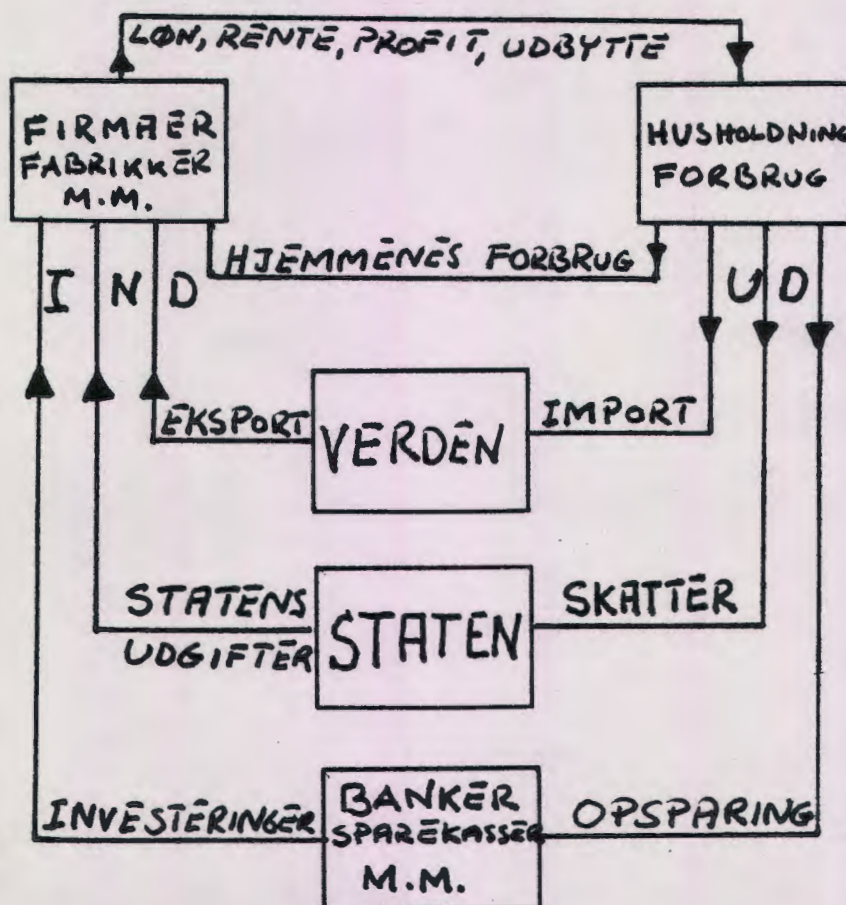 LØN, RENTE, PROFIT, UDBYTTE
FIRMAER
FABRIKKER
M.M.
HUSHOLDNING
FORBRUG
HJEMMENES FORBRUG
I N D
U D
EKSPORT
VERDEN
IMPORT
STATENS
UDGIFTER
STATEN
SKATTER
INVESTERINGER
BANKER
SPAREKASSER
M.M.
OPSPARING